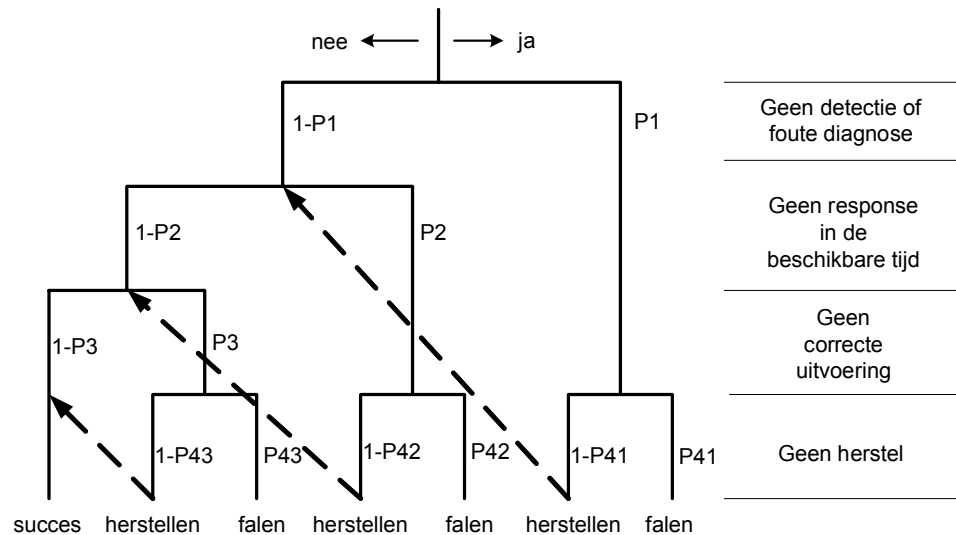 nee ja
1-P1
P1
Geen detectie of
foute diagnose
1-P2
P2
Geen response
in de
beschikbare tijd
1-P3
P3
Geen
correcte
uitvoering
1-P43
P43
1-P42
P42
1-P41
P41
Geen herstel
succes herstellen falen herstellen falen herstellen falen